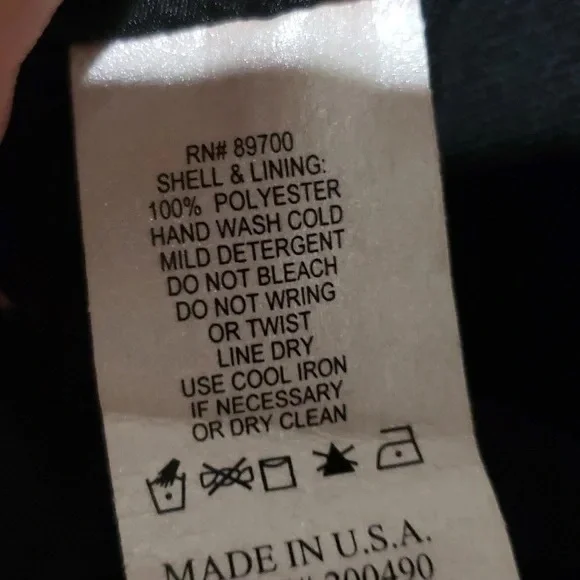 RN# 89700
SHELL & LINING:
100% POLYESTER
HAND WASH COLD
MILD DETERGENT
DO NOT BLEACH
DO NOT WRING
OR TWIST
LINE DRY
USE COOL IRON
IF NECESSARY
OR DRY CLEAN
MADE IN U.S.A.
200490